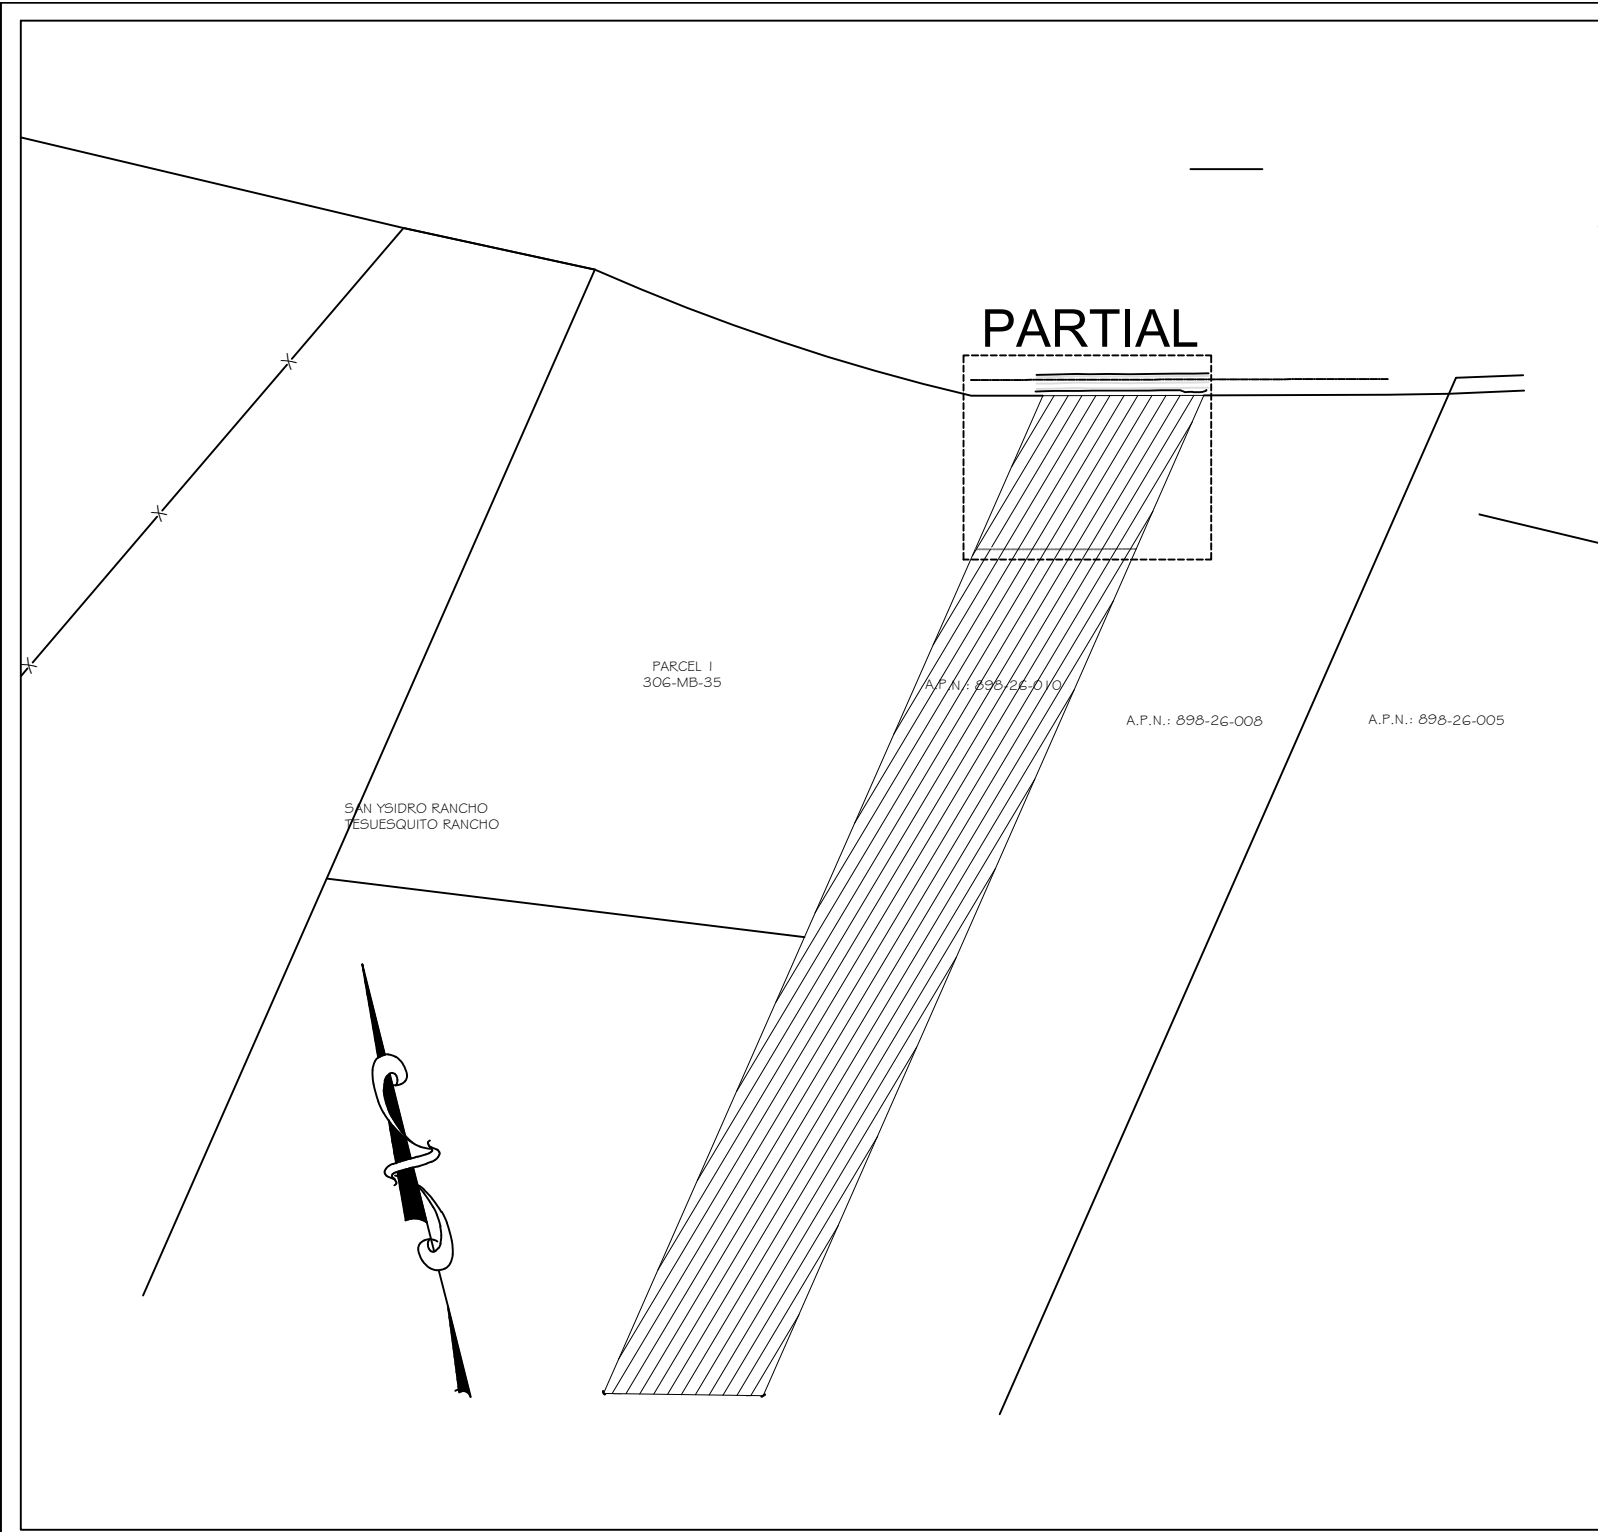 PARTIAL
PARCEL 1
306-MB-35
A.P.N.: 898-26-010
A.P.N.: 898-26-008
A.P.N.: 898-26-005
SAN YSIDRO RANCHO
TESUESQUITO RANCHO